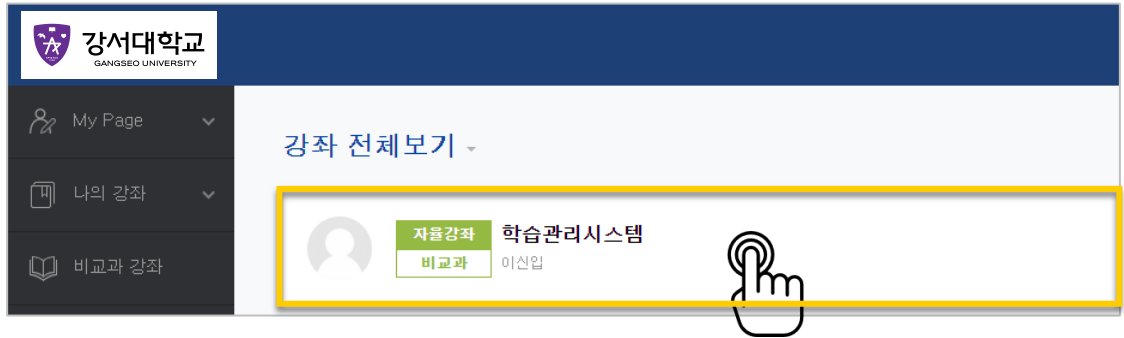 강서대학교
GANGSEO UNIVERSITY
My Page
나의 강좌
비교과 강좌
강좌 전체보기
자율강좌 학습관리시스템
비교과 이신입